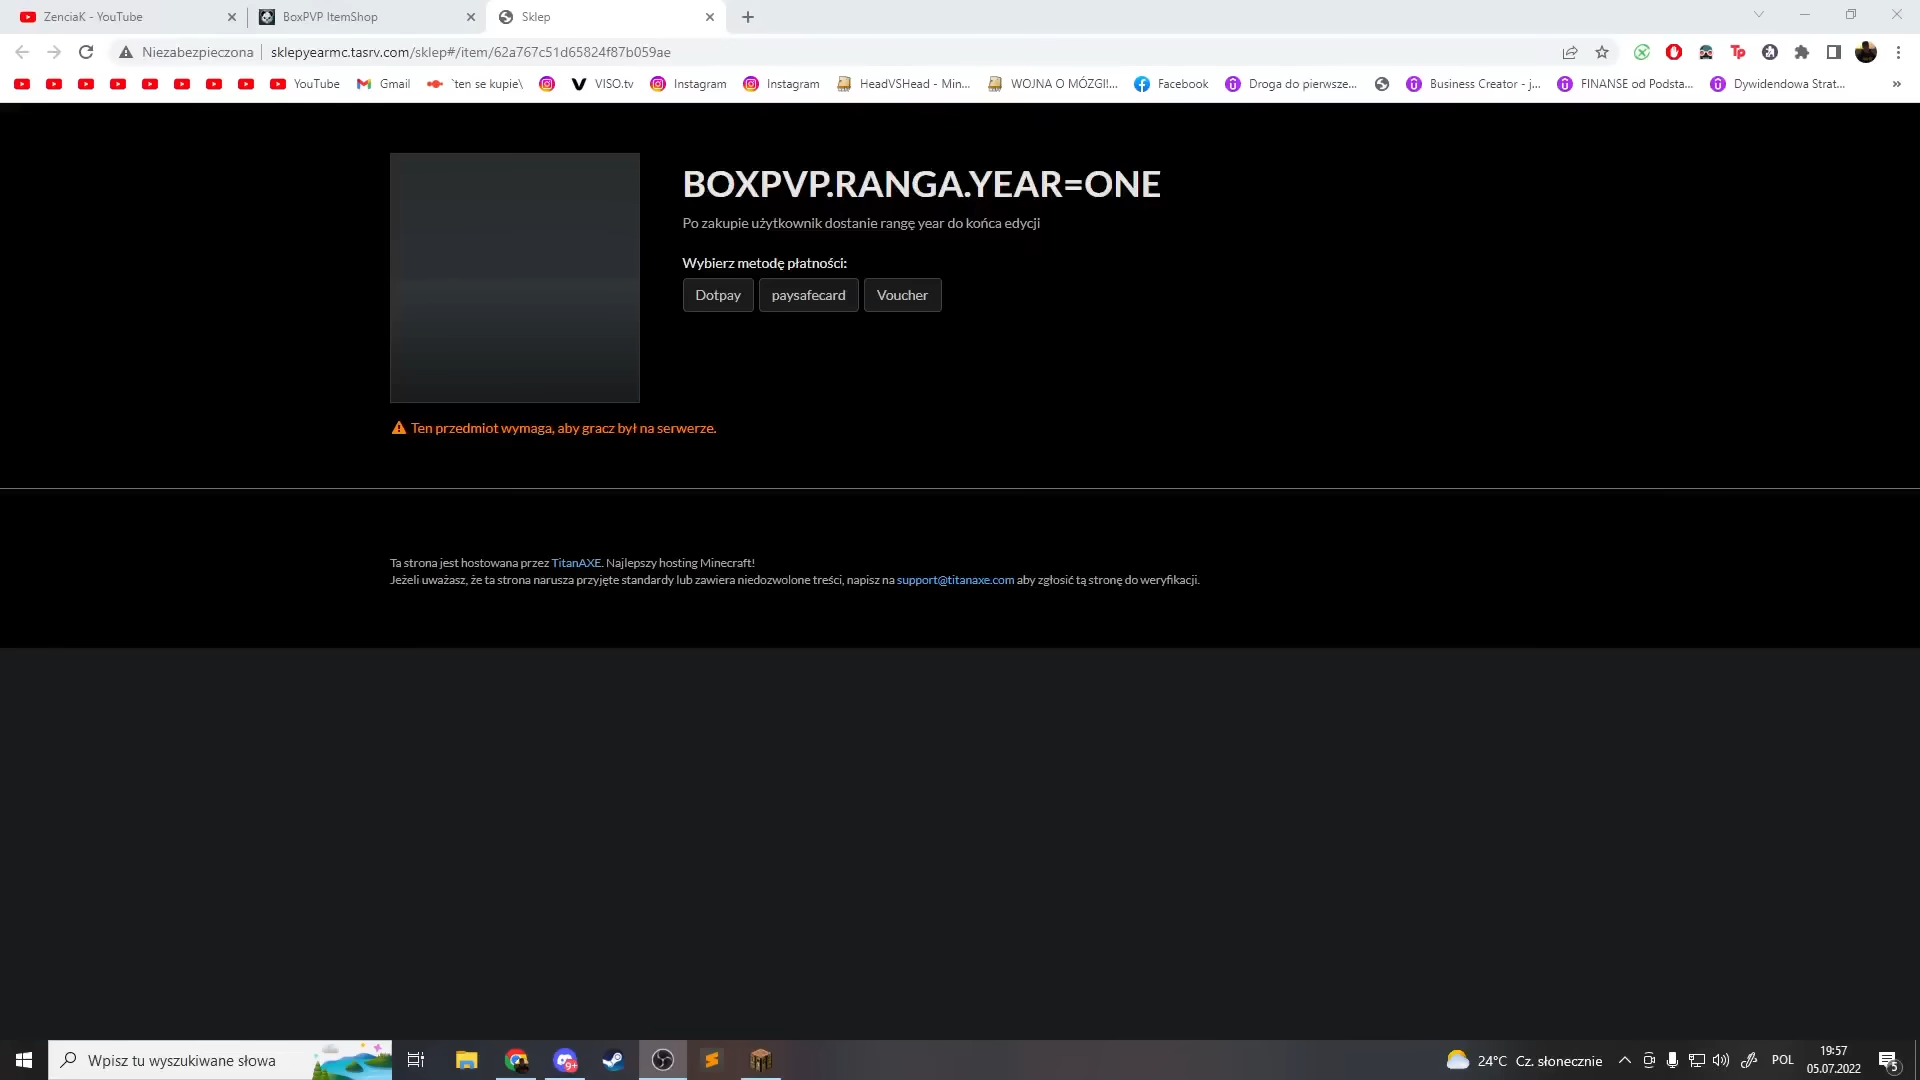 ZenciaK - YouTube
BoxPVP ItemShop
Sklep
Niezabezpieczona
sklepyearmc.tasrv.com/sklep#/item/62a767c51d65824f87b059ae
YouTube
Gmail
`ten se kupie\
VISO.tv
Instagram
Instagram
HeadVSHead - Min...
WOJNA O MÓZGI!...
Facebook
Droga do pierwsze...
Business Creator - j...
FINANSE od Podsta...
Dywidendowa Strat...
»
BOXPVP.RANGA.YEAR=ONE
Po zakupie użytkownik dostanie rangę year do końca edycji
Wybierz metodę płatności:
Dotpay
paysafecard
Voucher
Ten przedmiot wymaga, aby gracz był na serwerze.
Ta strona jest hostowana przez TitanAXE. Najlepszy hosting Minecraft!
Jeżeli uważasz, że ta strona narusza przyjęte standardy lub zawiera niedozwolone treści, napisz na support@titanaxe.com aby zgłosić tą stronę do weryfikacji.
Wpisz tu wyszukiwane słowa
9+
24°C Cz. słonecznie
POL
19:57
05.07.2022
5